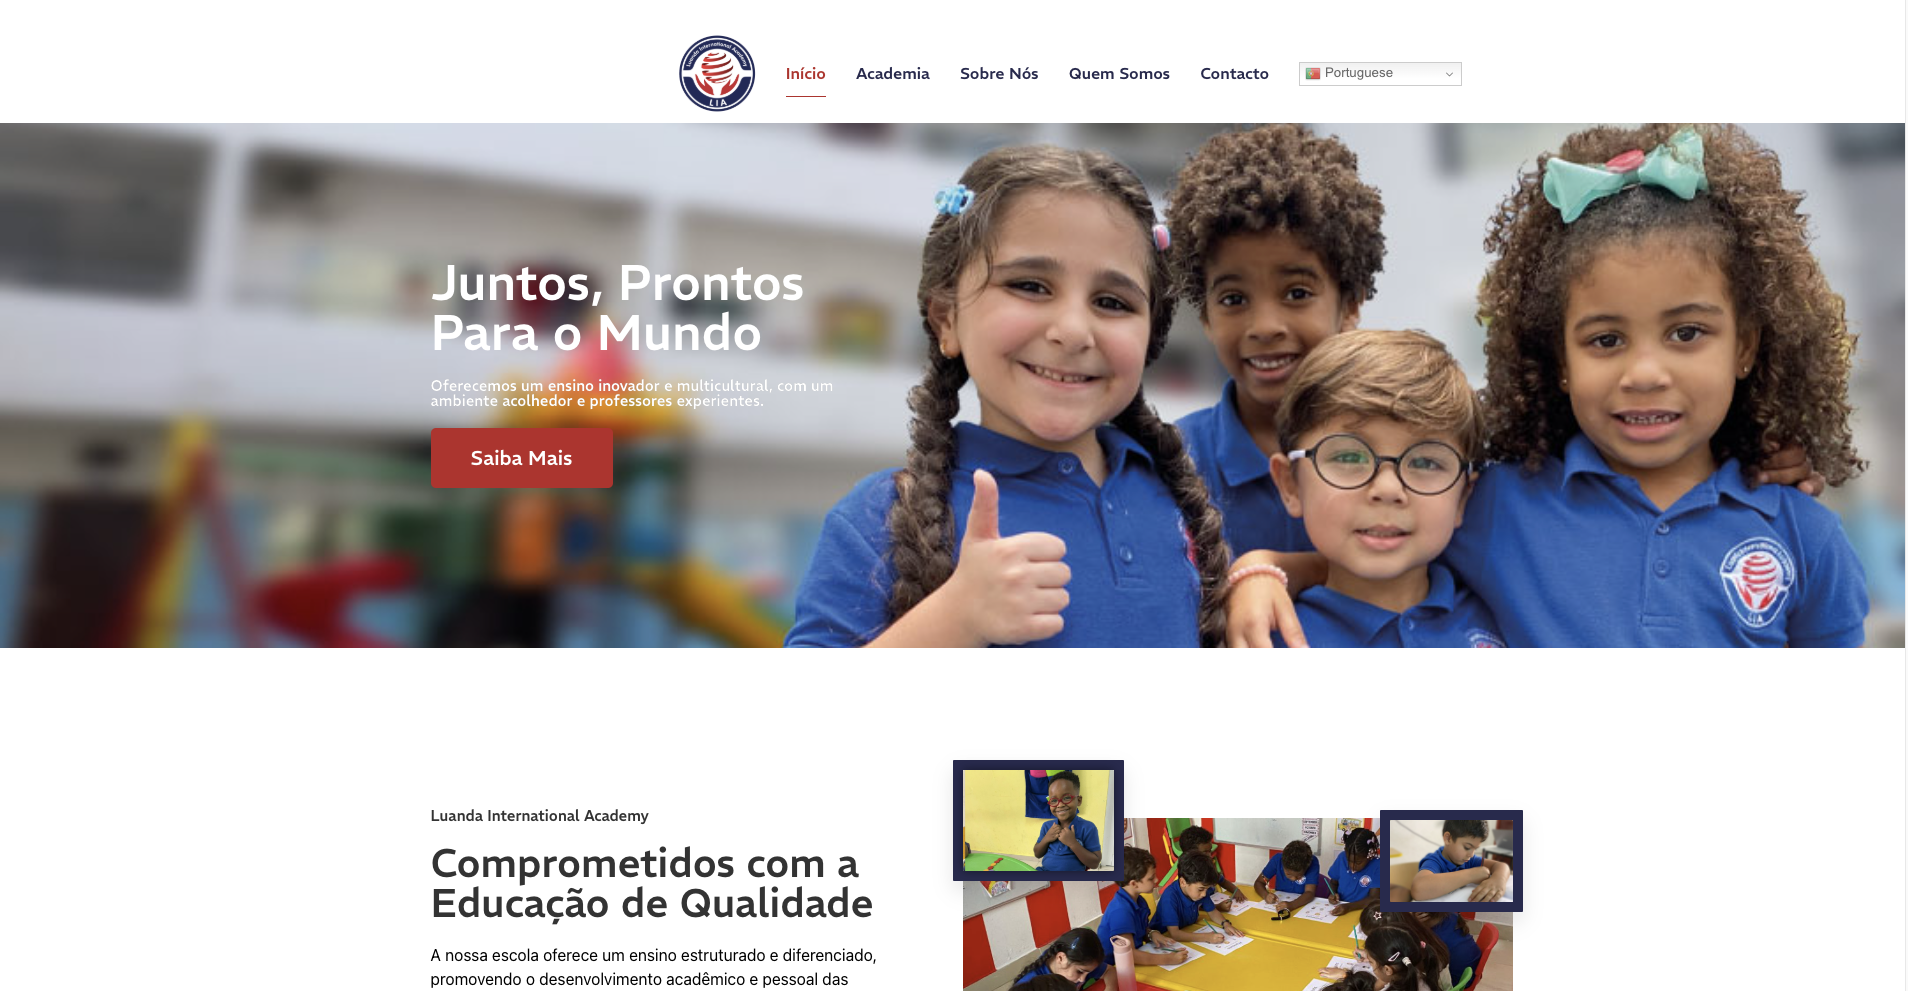 Luanda International Academy
LIA
Início
Academia
Sobre Nós
Quem Somos
Contacto
Portuguese
Juntos, Prontos
Para o Mundo
Oferecemos um ensino inovador e multicultural, com um
ambiente acolhedor e professores experientes.
Saiba Mais
LIA
Luanda International Academy
Comprometidos com a
Educação de Qualidade
A nossa escola oferece um ensino estruturado e diferenciado,
promovendo o desenvolvimento acadêmico e pessoal das